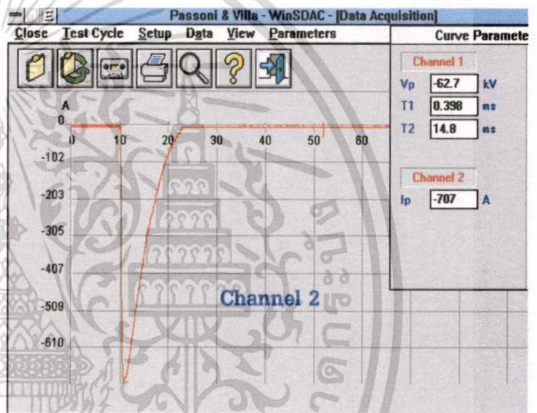 Passoni & Villa - WinSDAC - [Data Acquisition]
Close Test Cycle Setup Data View Parameters
Curve Paramete
Channel 1
Vp -62.7 kV
T1 0.398
T2 14.8
Channel 2
Ip -707 A
A
0
-102
-203
-305
-407
-509
-610
0 10 20 30 40 50 60
Channel 2